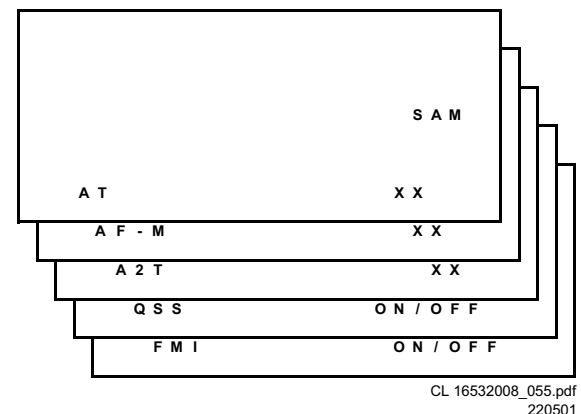 SAM
AT XX
AF-M XX
A2T XX
QSS ON/OFF
FMI ON/OFF
CL 16532008_055.pdf
220501